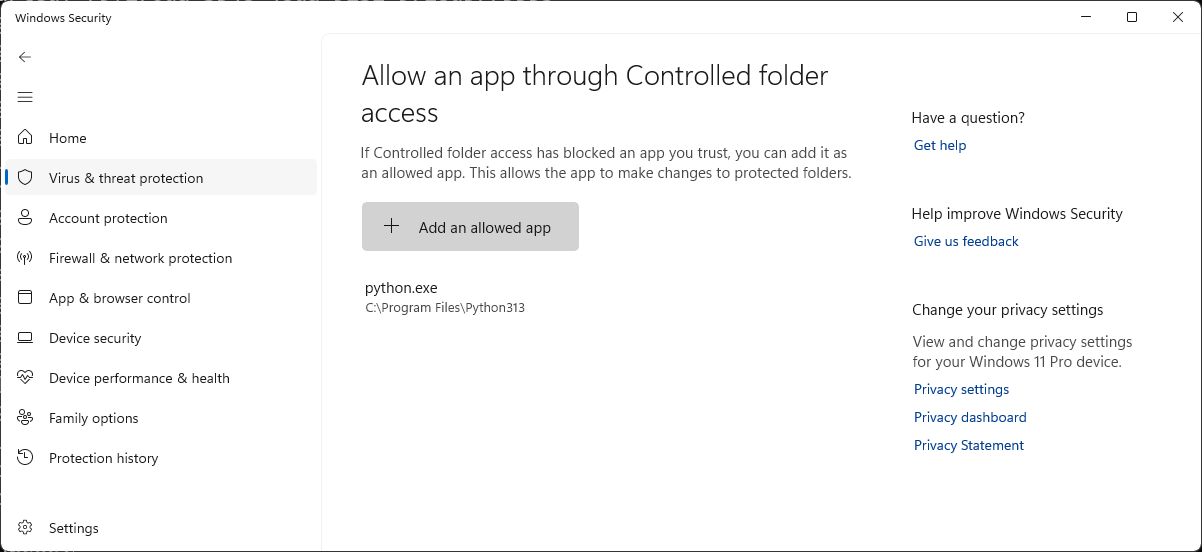 Windows Security
Home
Virus & threat protection
Account protection
Firewall & network protection
App & browser control
Device security
Device performance & health
Family options
Protection history
Settings
Allow an app through Controlled folder
access
If Controlled folder access has blocked an app you trust, you can add it as
an allowed app. This allows the app to make changes to protected folders.
Add an allowed app
python.exe
C:\Program Files\Python313
Have a question?
Get help
Help improve Windows Security
Give us feedback
Change your privacy settings
View and change privacy settings
for your Windows 11 Pro device.
Privacy settings
Privacy dashboard
Privacy Statement